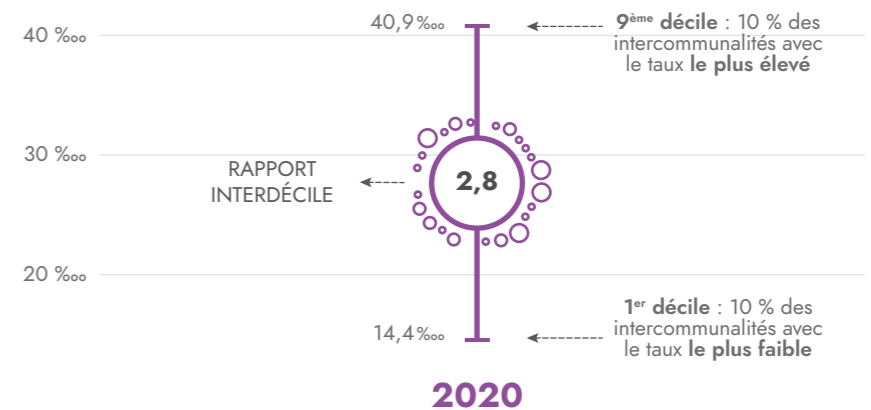 40,9 ‱
9ème décile : 10 % des
intercommunalités avec
le taux le plus élevé
40 ‱
30 ‱
RAPPORT
INTERDÉCILE
2,8
20 ‱
1er décile : 10 % des
intercommunalités avec
le taux le plus faible
14,4 ‱
2020